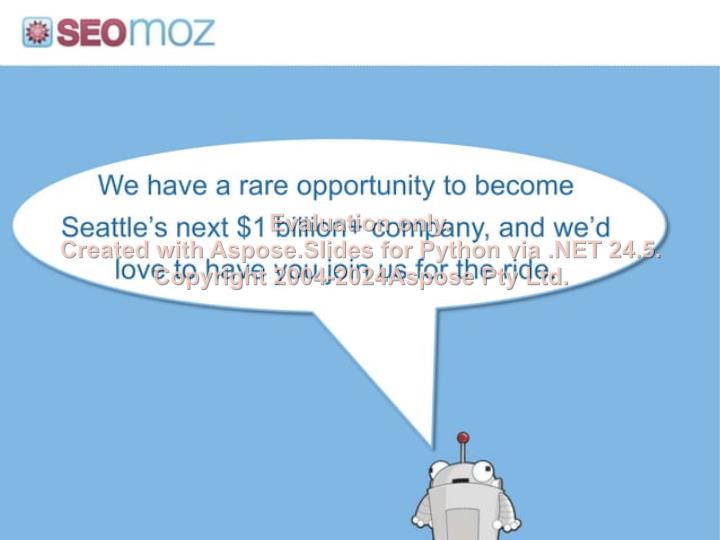 SEOmoz
We have a rare opportunity to become
Seattle’s next $1 billion+ company, and we’d
love to have you join us for the ride.
Evaluation only.
Created with Aspose.Slides for Python via .NET 24.5.
Copyright 2004-2024Aspose Pty Ltd.